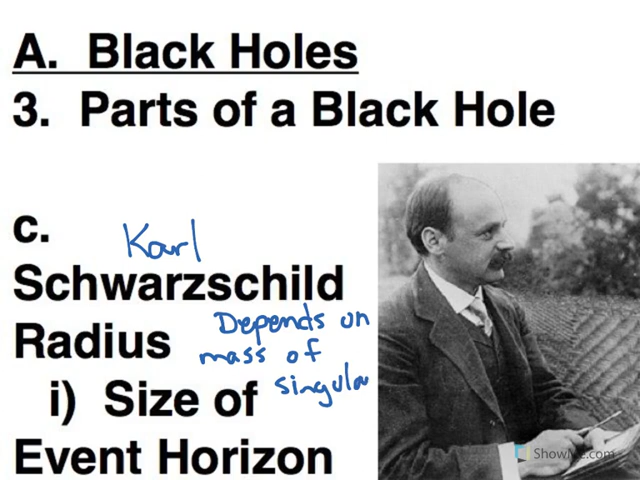 A. Black Holes
3. Parts of a Black Hole
c.
Karl
Schwarzschild
Radius
Depends on
mass of
i) Size of
singular
Event Horizon
ShowMe.com